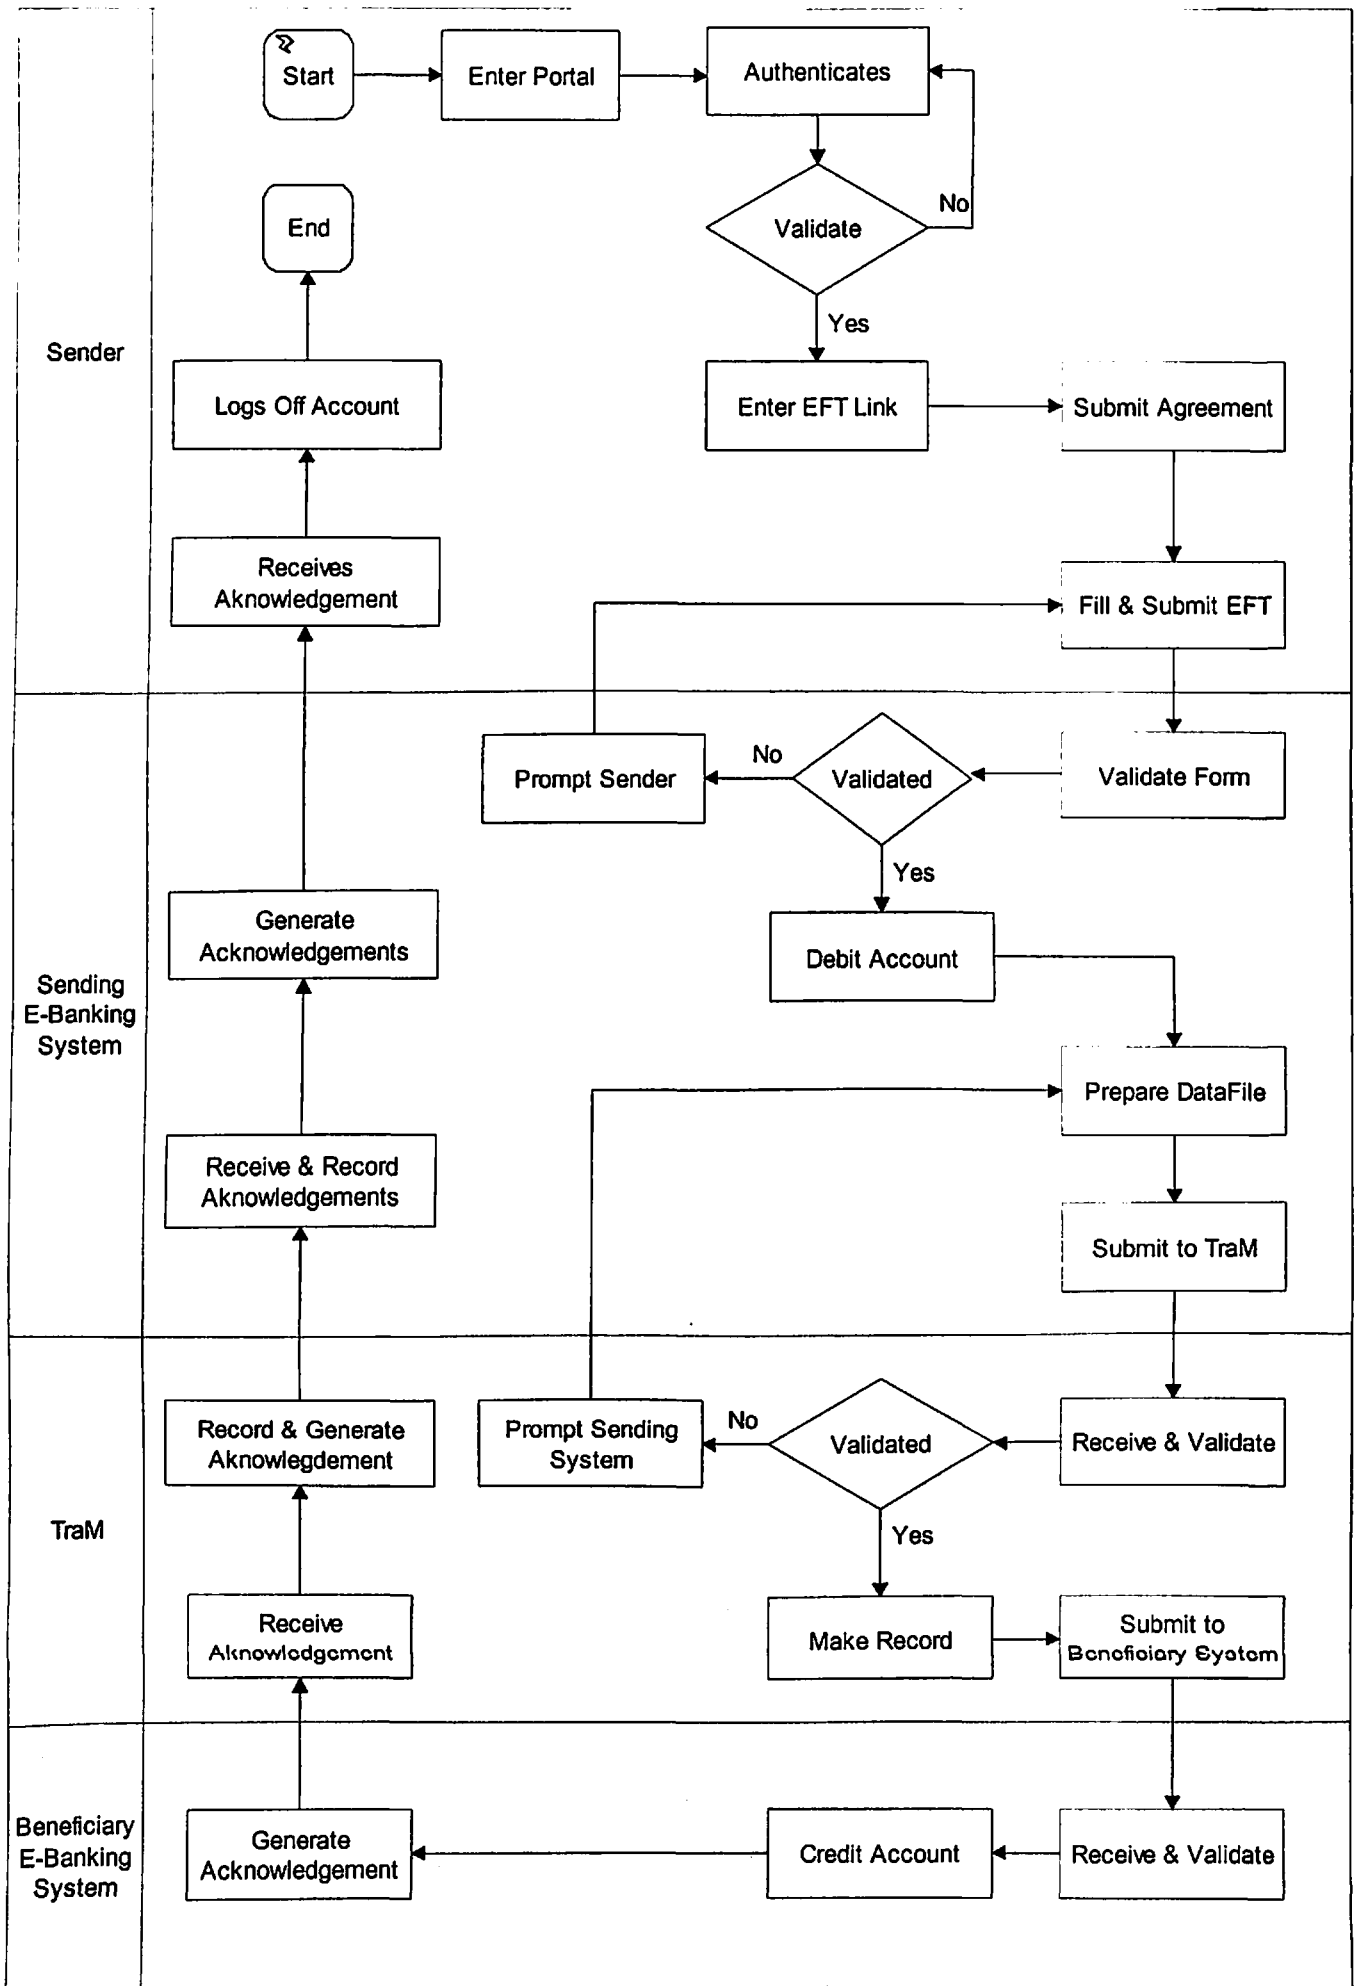 Start
Enter Portal
Authenticates
End
Validate
No
Yes
Sender
Logs Off Account
Enter EFT Link
Submit Agreement
Receives
Aknowledgement
Fill & Submit EFT
Prompt Sender
No
Validated
Validate Form
Yes
Generate
Acknowledgements
Debit Account
Sending
E-Banking
System
Prepare DataFile
Receive & Record
Aknowledgements
Submit to TraM
Record & Generate
Aknowlegdement
Prompt Sending
System
No
Validated
Receive & Validate
Yes
TraM
Receive
Aknowledgement
Make Record
Submit to
Beneficiary System
Beneficiary
E-Banking
System
Generate
Acknowledgement
Credit Account
Receive & Validate